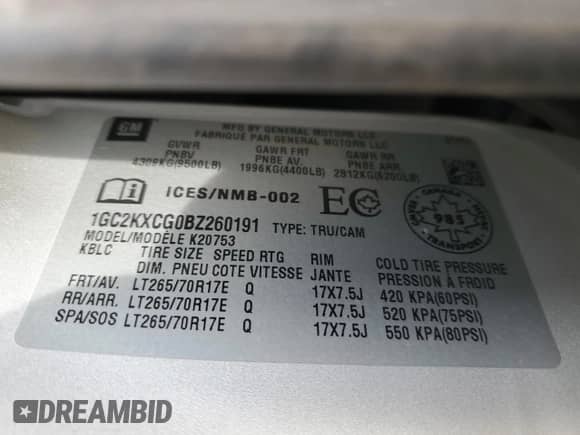 GM
MFG BY GENERAL MOTORS LLC
FABRIQUÉ PAR GENERAL MOTORS LLC
GVWR GAWR FRT GAWR RR
PNBV PNBE AV. PNBE ARR.
4309KG(9500LB) 1996KG(4400LB) 2812KG(6200LB)
ICES/NMB-002 EC
CANADA
985
1GC2KXCG0BZ260191 TYPE: TRU/CAM
MODEL/MODÈLE K20753
KBLC TIRE SIZE SPEED RTG RIM COLD TIRE PRESSURE
DIM. PNEU COTE VITESSE JANTE PRESSION À FROID
FRT/AV. LT265/70R17E Q 17X7.5J 420 KPA(60PSI)
RR/ARR. LT265/70R17E Q 17X7.5J 520 KPA(75PSI)
SPA/SOS LT265/70R17E Q 17X7.5J 550 KPA(80PSI)
DREAMBID